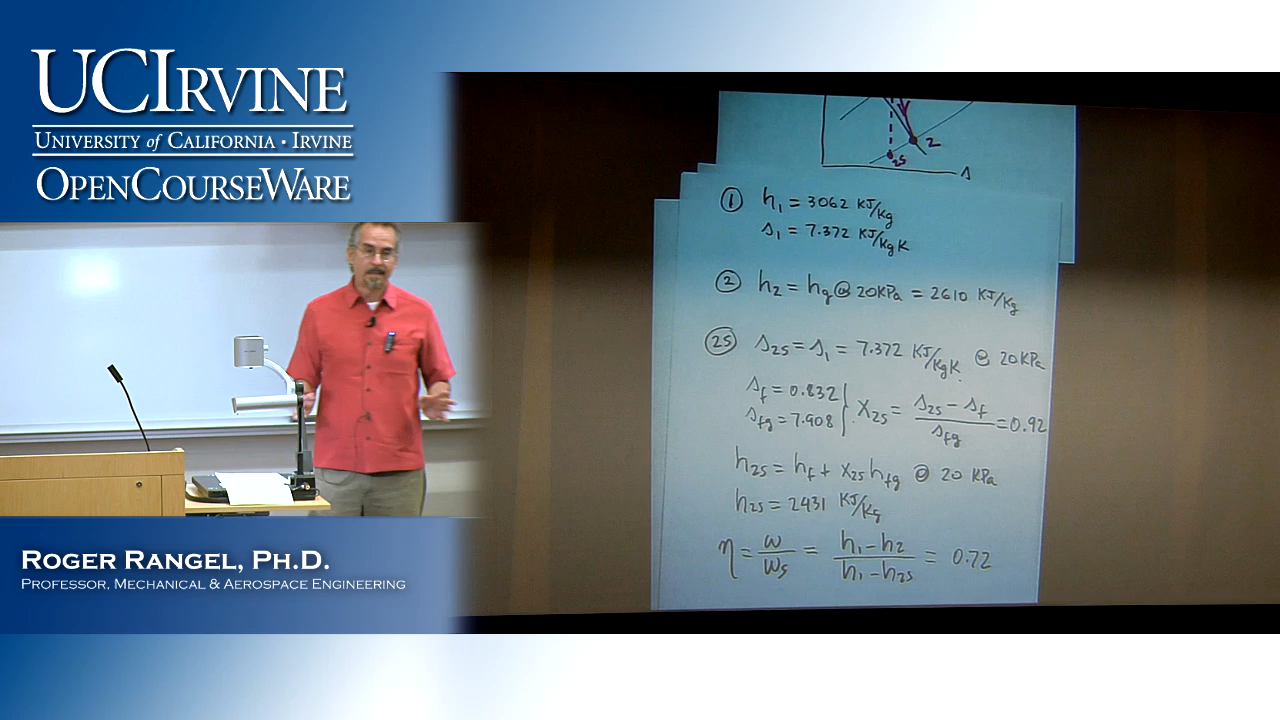 UCIRVINE
UNIVERSITY of CALIFORNIA · IRVINE
OPENCOURSEWARE
ROGER RANGEL, PH.D.
PROFESSOR, MECHANICAL & AEROSPACE ENGINEERING
2
2s
s
① h₁ = 3062 KJ/Kg
s₁ = 7.372 KJ/KgK
② h₂ = hg @ 20KPa = 2610 KJ/Kg
②s s₂s = s₁ = 7.372 KJ/KgK @ 20KPa
sf = 0.832
sfg = 7.908 } x₂s = (s₂s - sf)/sfg = 0.92
h₂s = hf + x₂s hfg @ 20 KPa
h₂s = 2431 KJ/Kg
η = w/ws = (h₁ - h₂)/(h₁ - h₂s) = 0.72